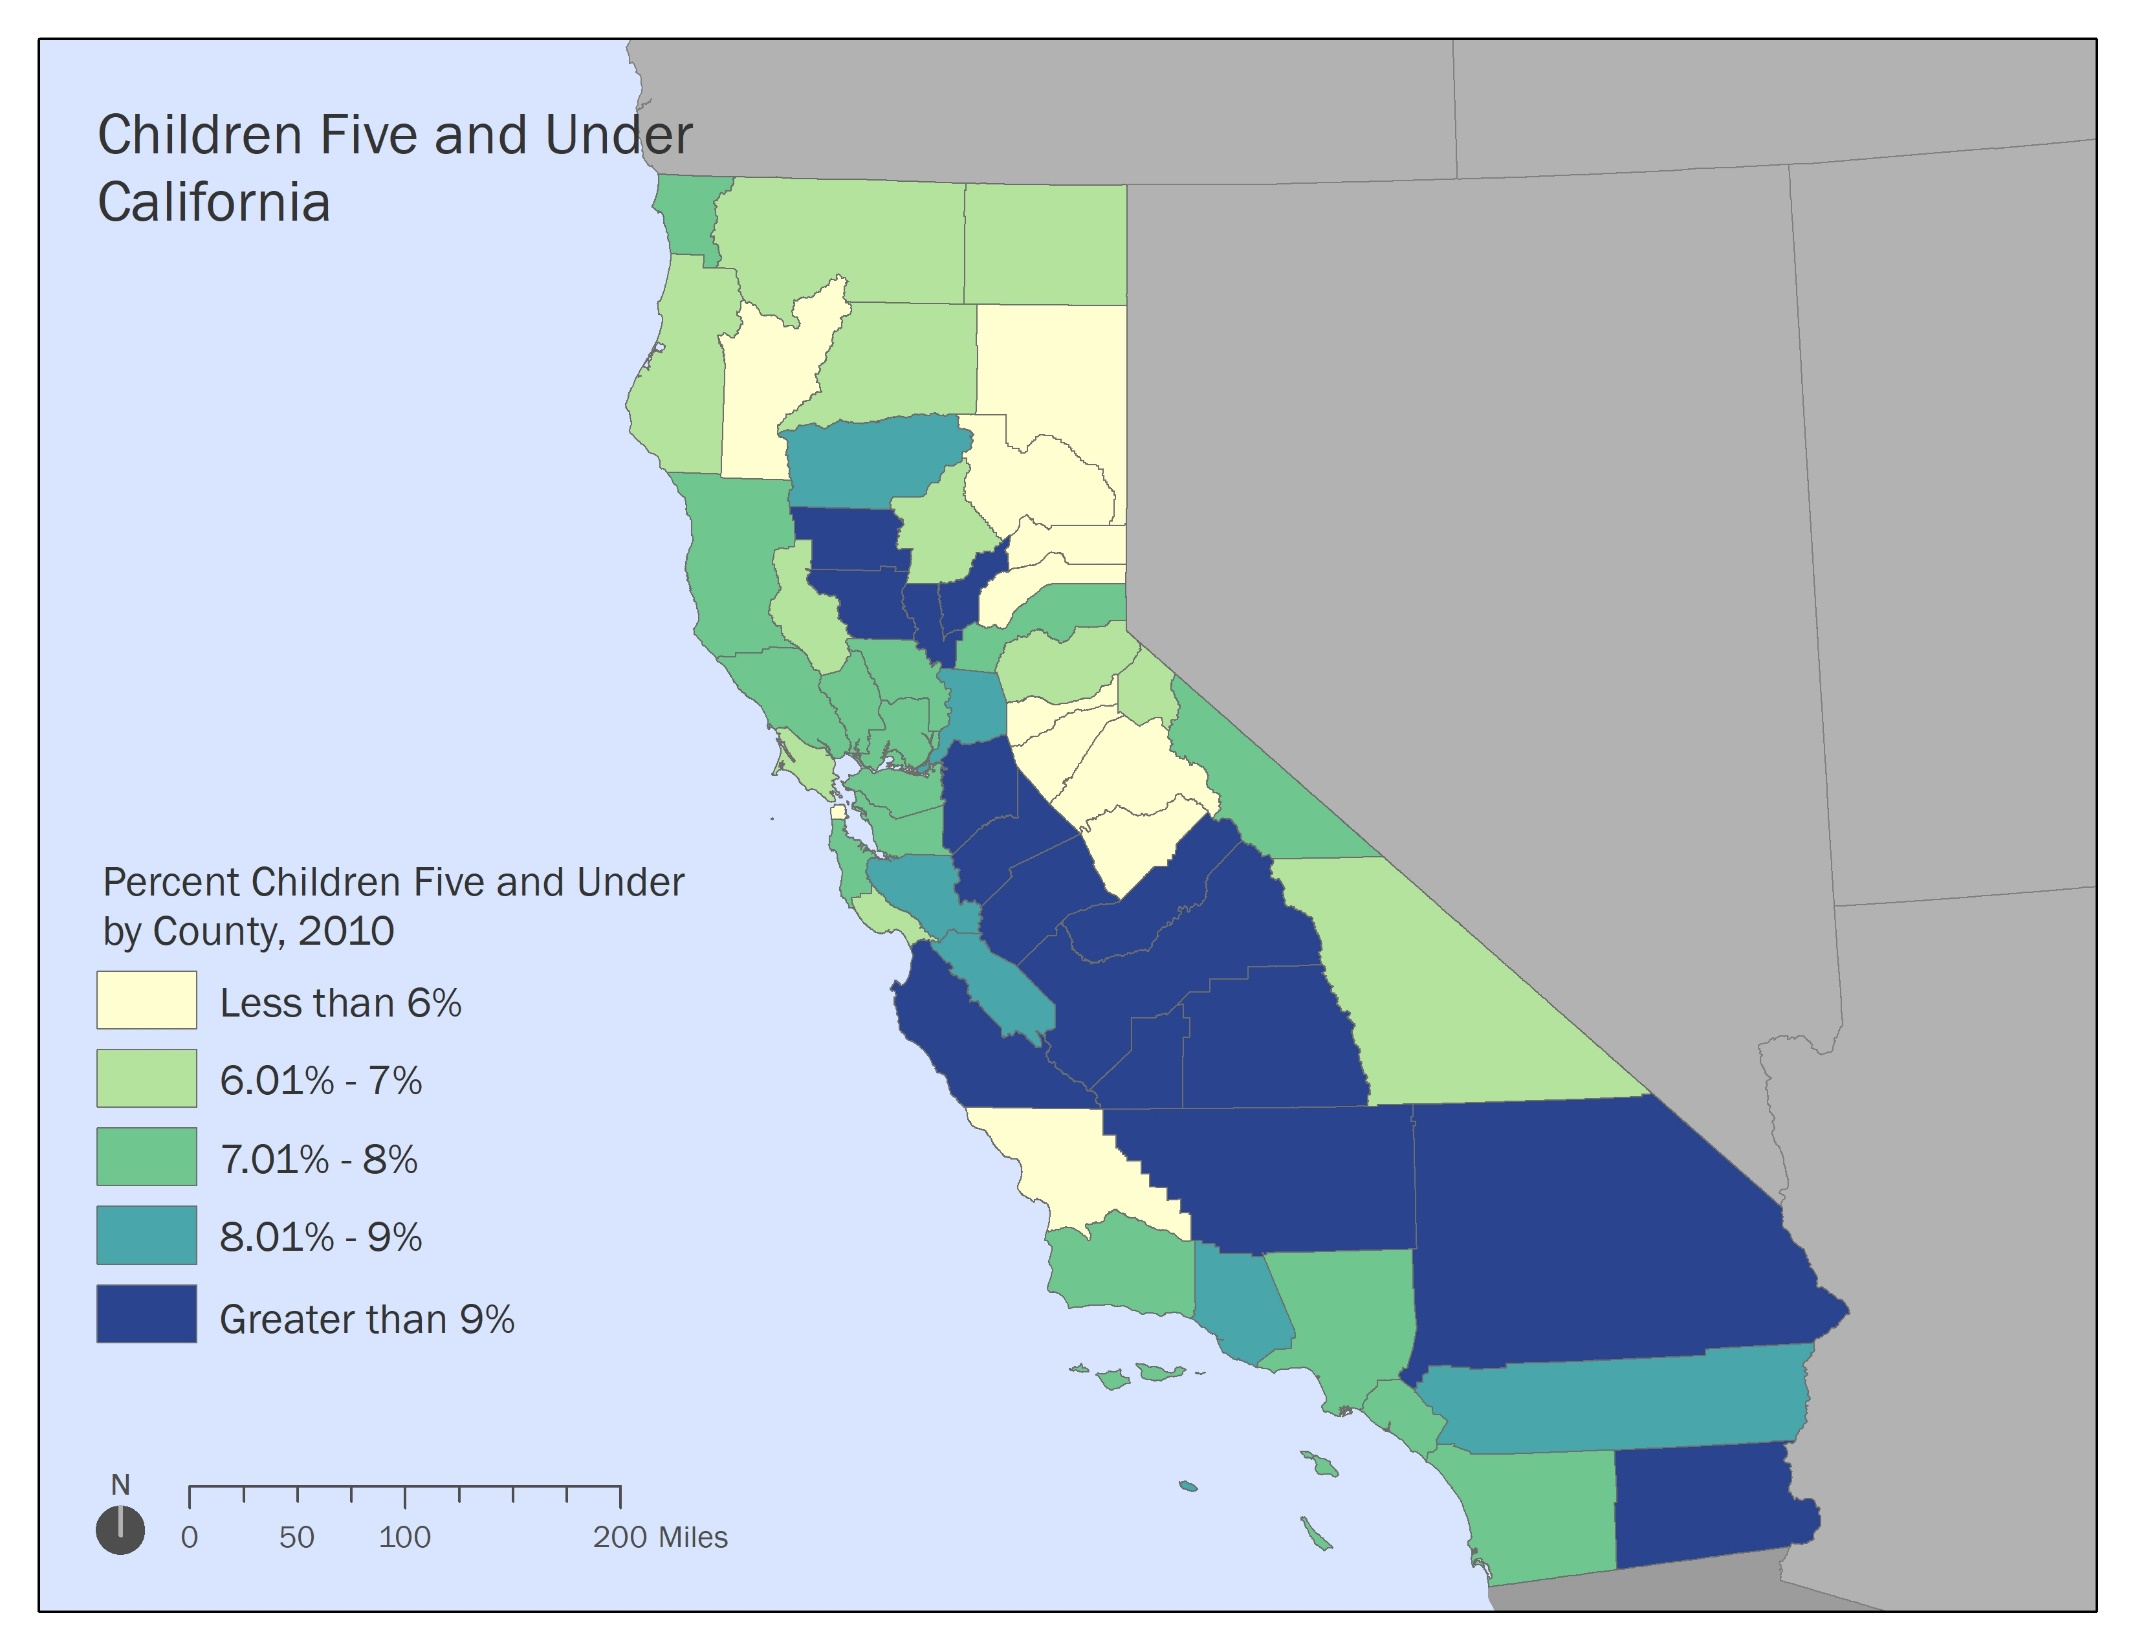 Children Five and Under
California
Percent Children Five and Under
by County, 2010
Less than 6%
6.01% - 7%
7.01% - 8%
8.01% - 9%
Greater than 9%
N
0 50 100 200 Miles